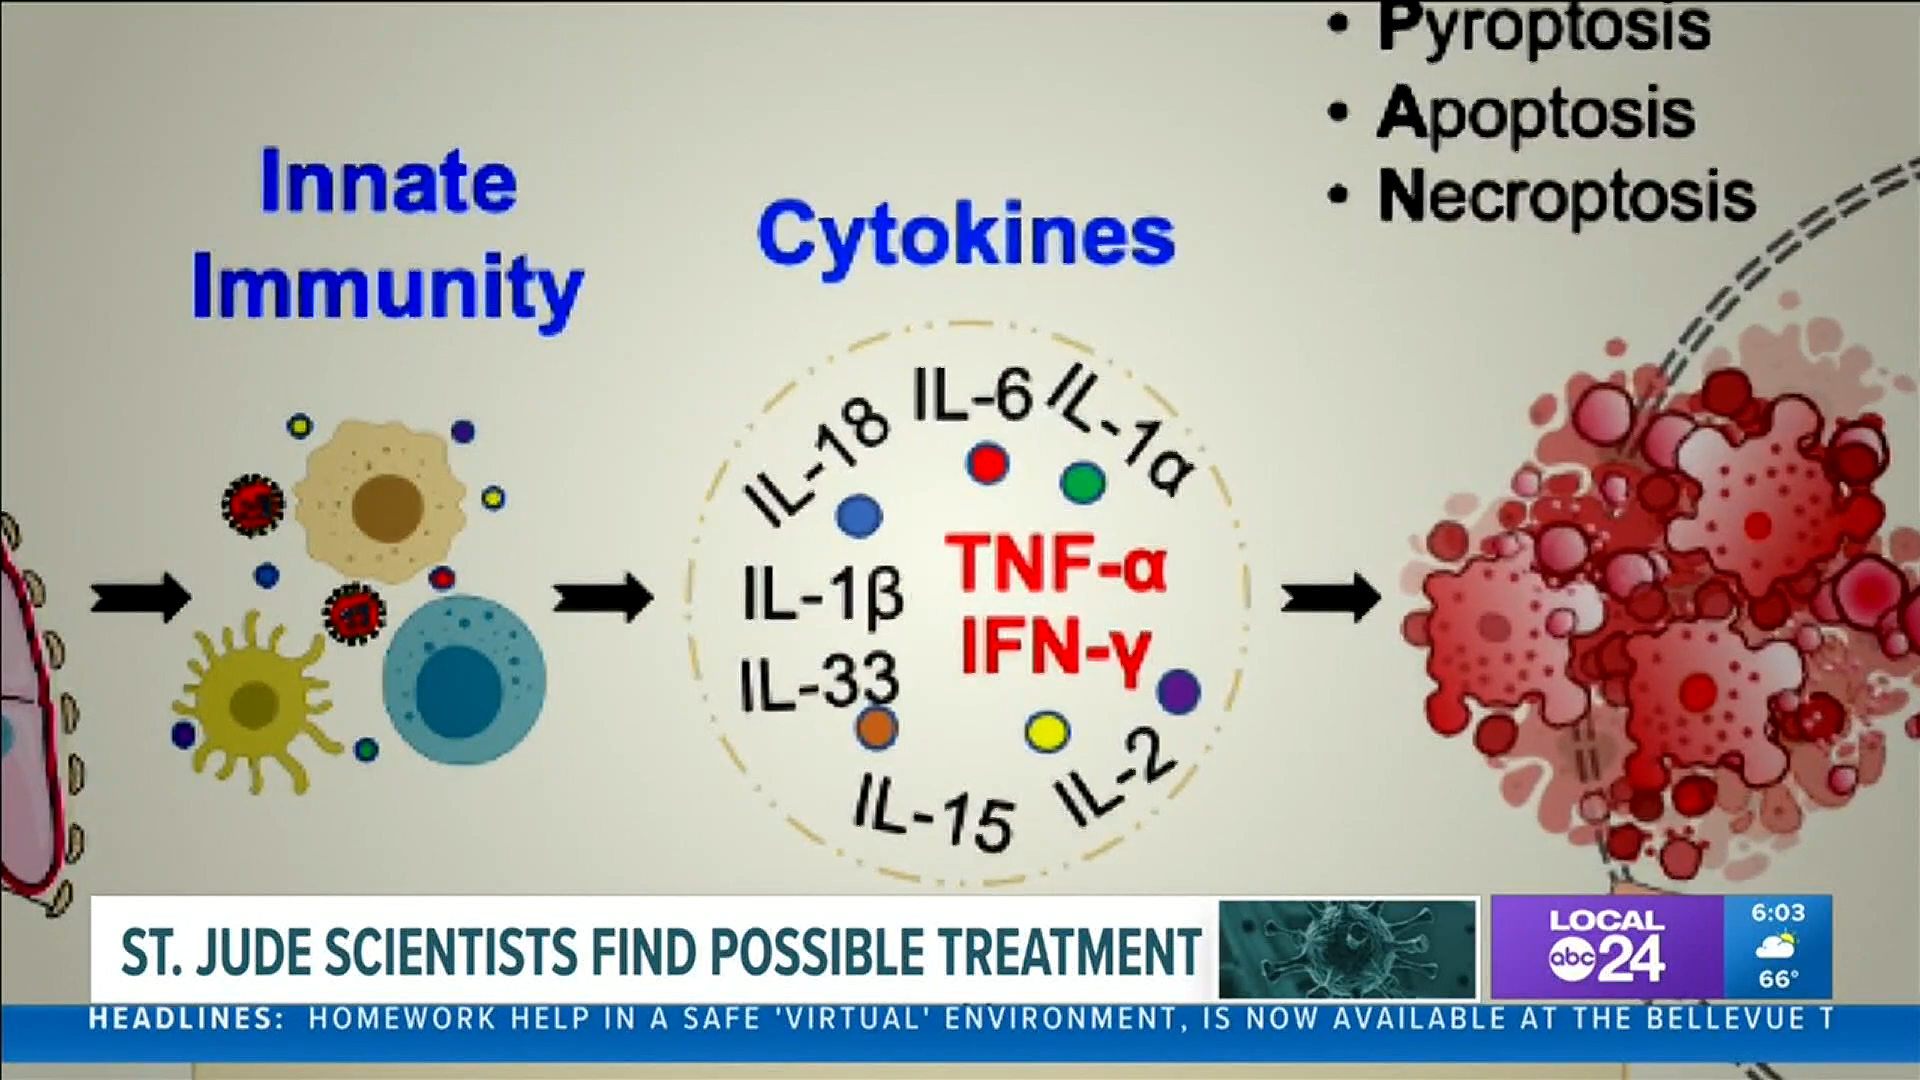 Pyroptosis
Apoptosis
Necroptosis
Innate
Immunity
Cytokines
IL-18
IL-6
IL-1α
IL-1β
IL-33
TNF-α
IFN-γ
IL-15
IL-2
ST. JUDE SCIENTISTS FIND POSSIBLE TREATMENT
LOCAL
abc 24
6:03
66°
HEADLINES: HOMEWORK HELP IN A SAFE 'VIRTUAL' ENVIRONMENT, IS NOW AVAILABLE AT THE BELLEVUE T